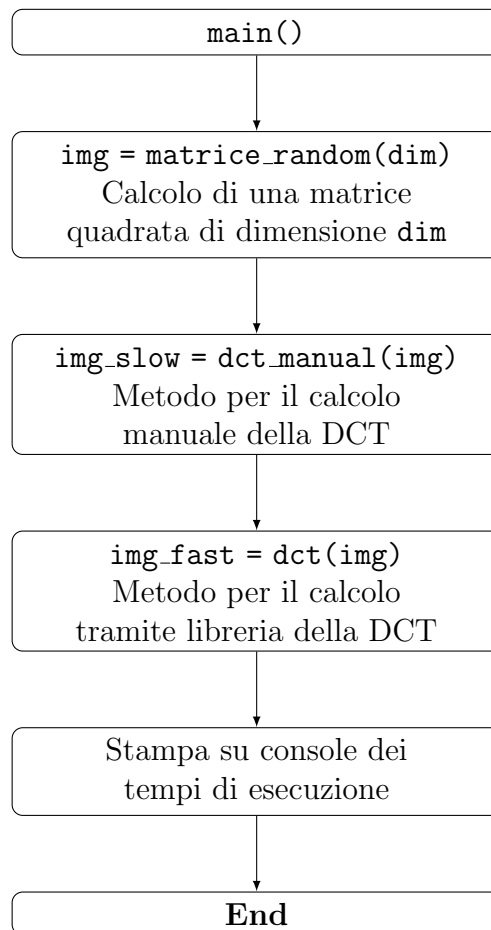 main()
img = matrice_random(dim)
Calcolo di una matrice
quadrata di dimensione dim
img_slow = dct_manual(img)
Metodo per il calcolo
manuale della DCT
img_fast = dct(img)
Metodo per il calcolo
tramite libreria della DCT
Stampa su console dei
tempi di esecuzione
End